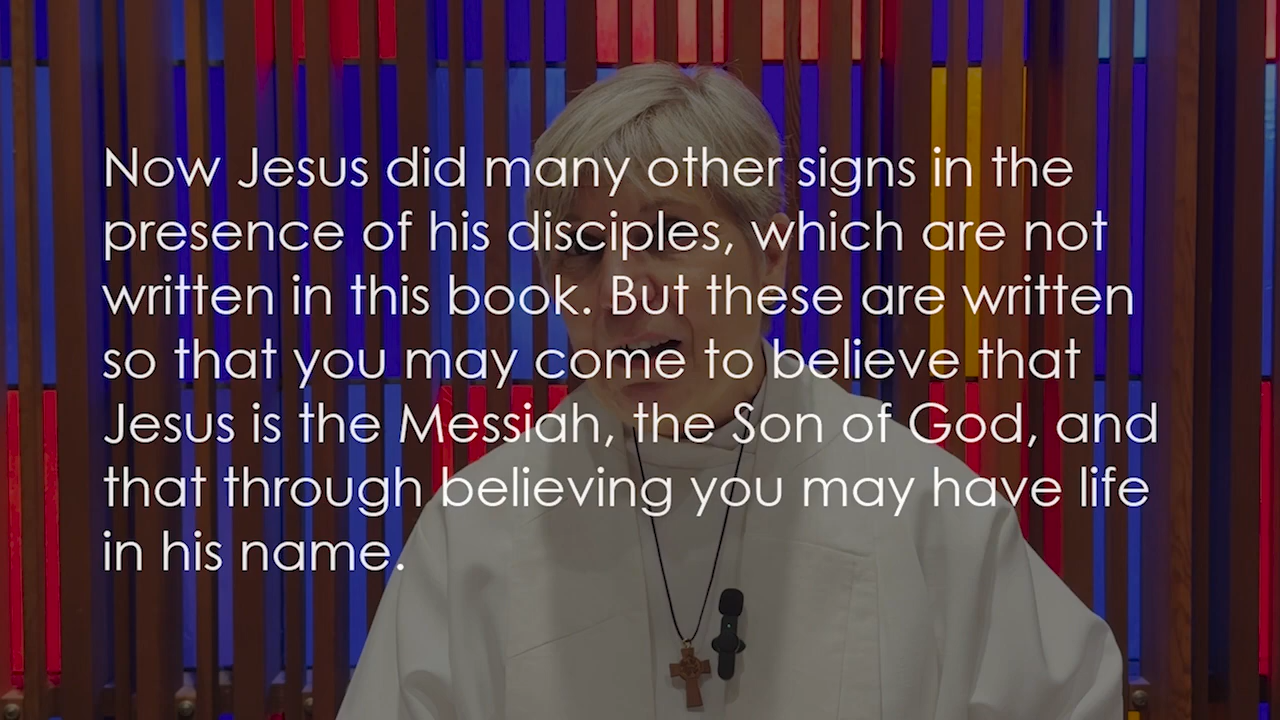 Now Jesus did many other signs in the
presence of his disciples, which are not
written in this book. But these are written
so that you may come to believe that
Jesus is the Messiah, the Son of God, and
that through believing you may have life
in his name.